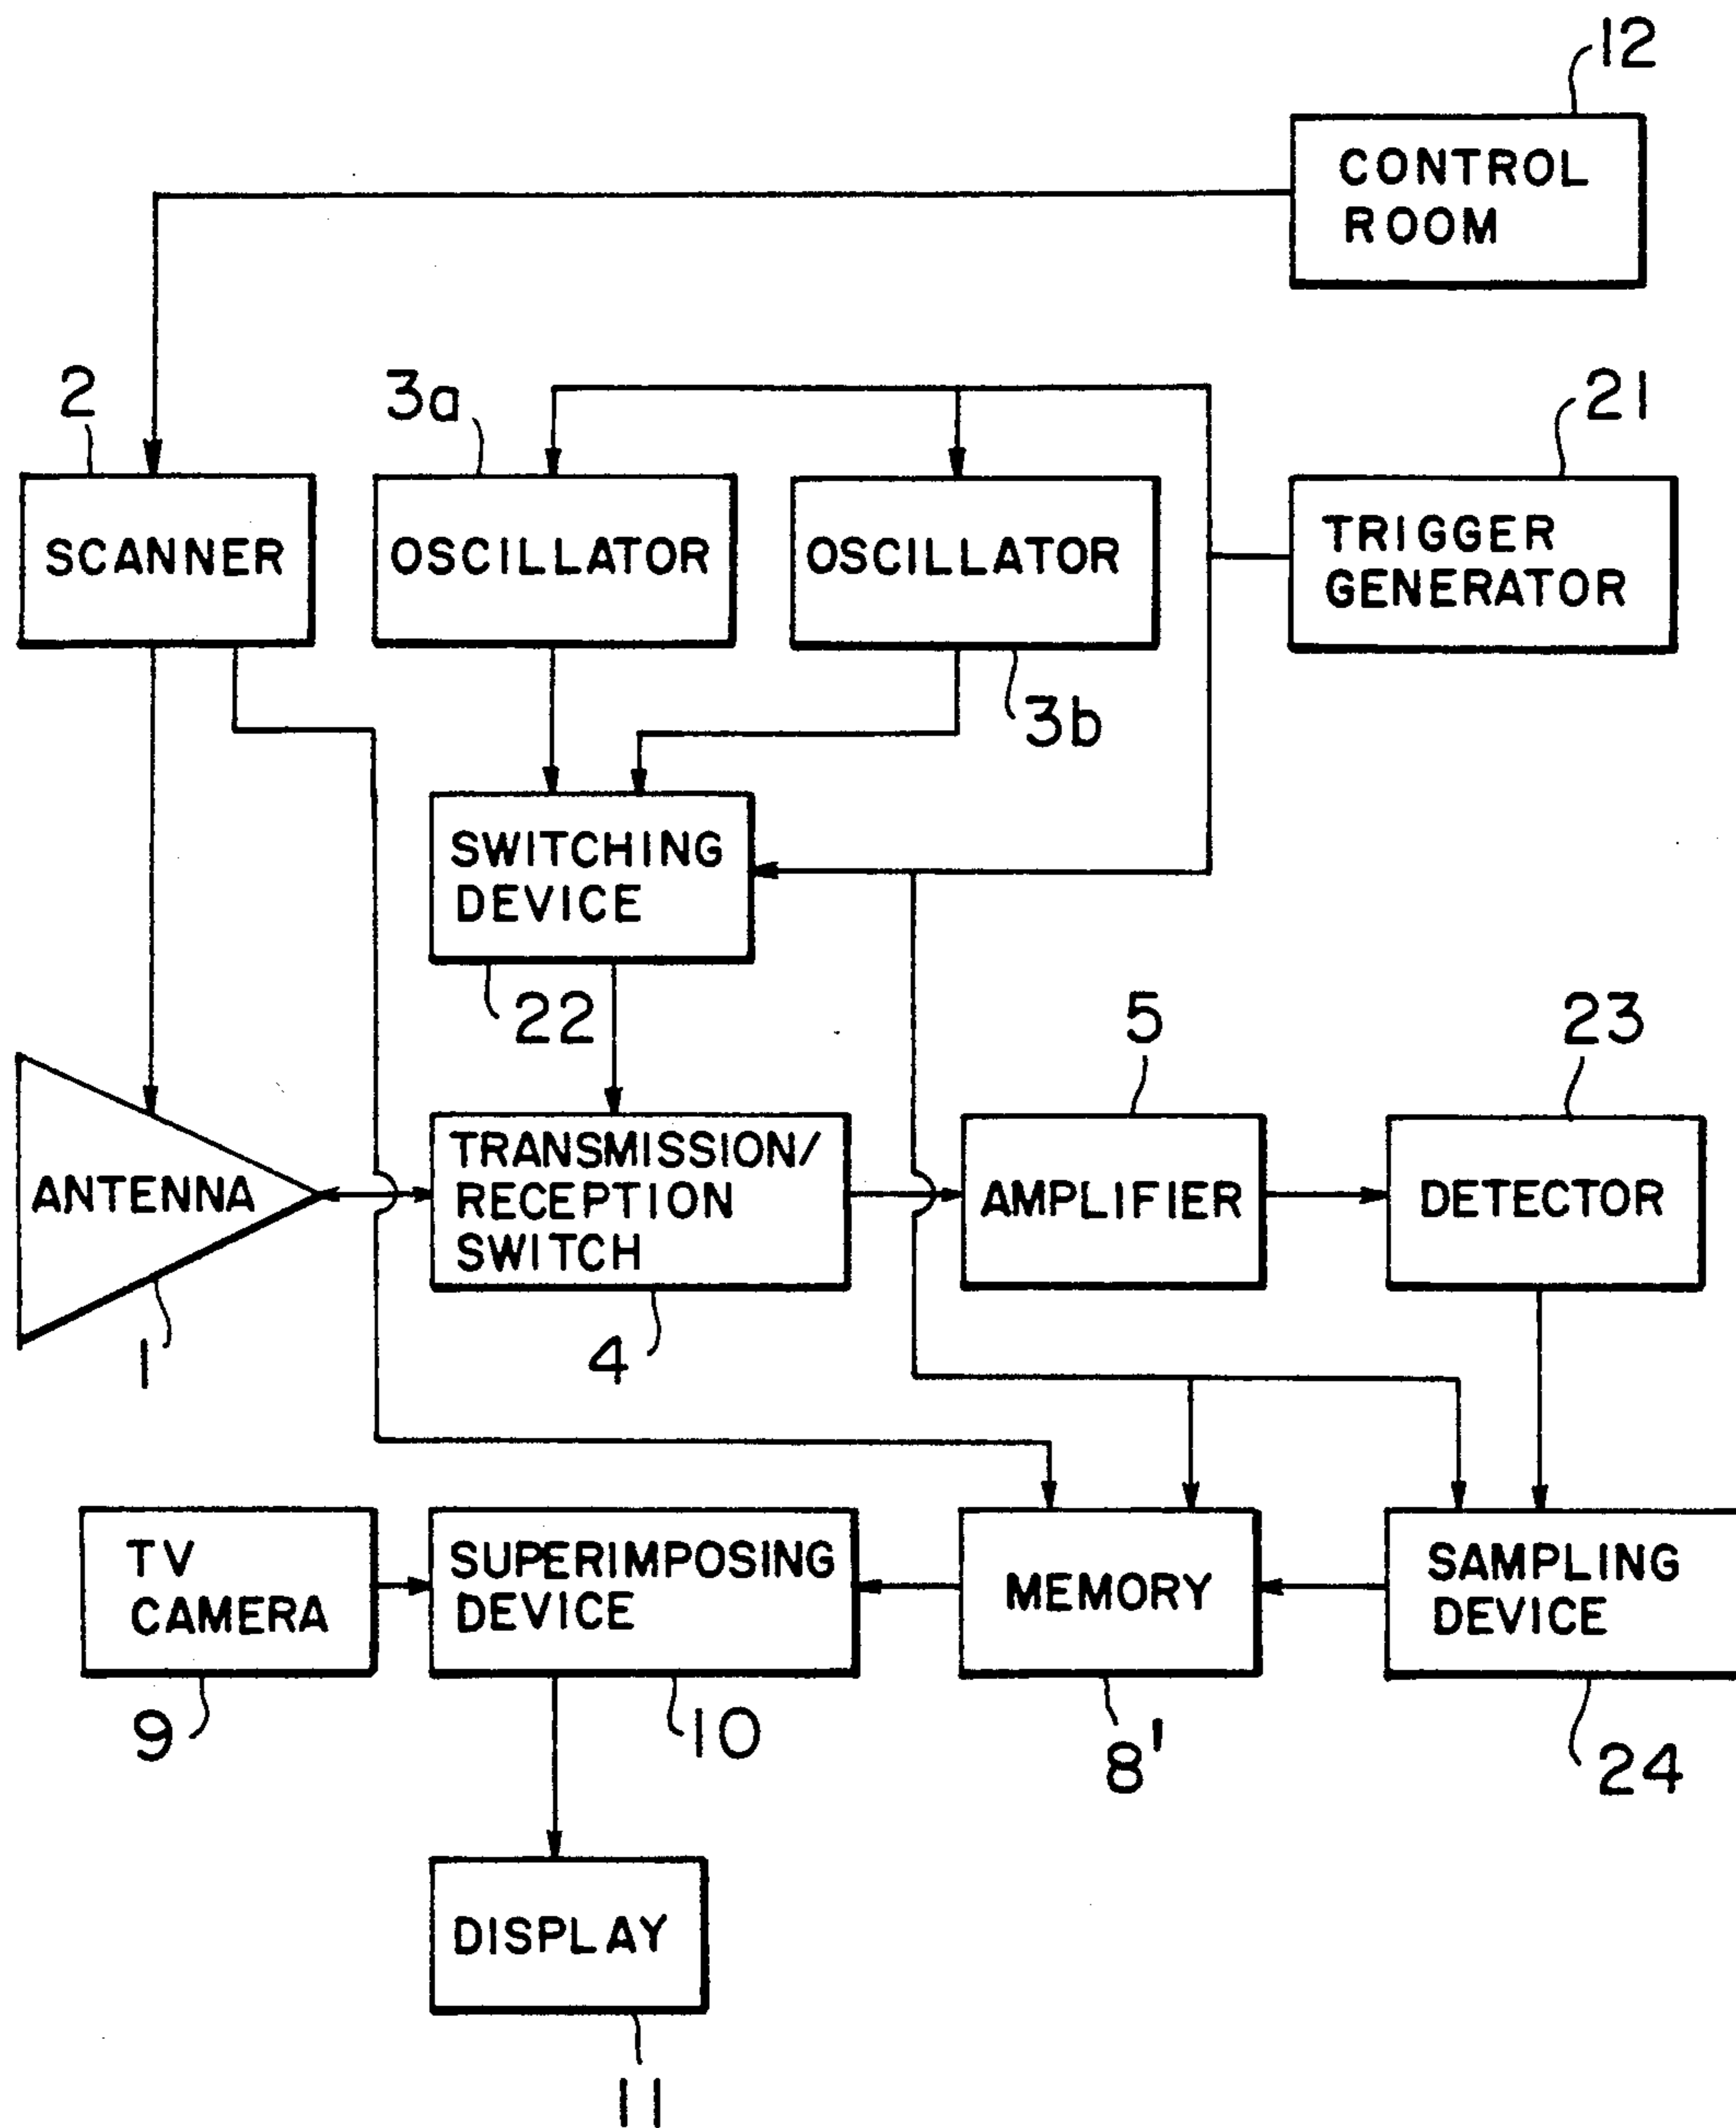 12
CONTROL
ROOM
2
3a
21
SCANNER
OSCILLATOR
OSCILLATOR
TRIGGER
GENERATOR
3b
SWITCHING
DEVICE
22
5
23
ANTENNA
TRANSMISSION/
RECEPTION
SWITCH
AMPLIFIER
DETECTOR
1
4
TV
CAMERA
SUPERIMPOSING
DEVICE
MEMORY
SAMPLING
DEVICE
9
10
8'
24
DISPLAY
11